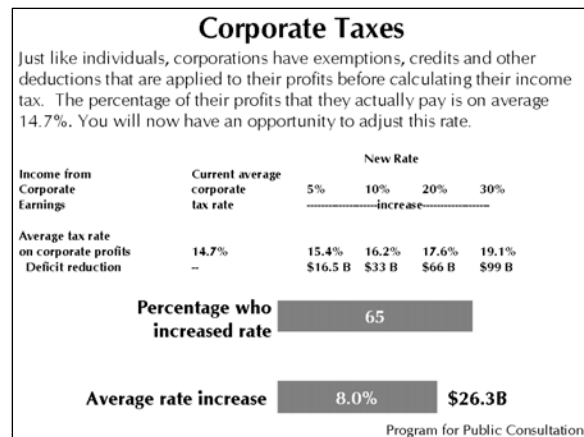 Corporate Taxes
Just like individuals, corporations have exemptions, credits and other
deductions that are applied to their profits before calculating their income
tax. The percentage of their profits that they actually pay is on average
14.7%. You will now have an opportunity to adjust this rate.
New Rate
Income from Current average
Corporate corporate 5% 10% 20% 30%
Earnings tax rate --------------------increase--------------------
Average tax rate
on corporate profits 14.7% 15.4% 16.2% 17.6% 19.1%
Deficit reduction -- $16.5 B $33 B $66 B $99 B
Percentage who
increased rate 65
Average rate increase 8.0% $26.3B
Program for Public Consultation